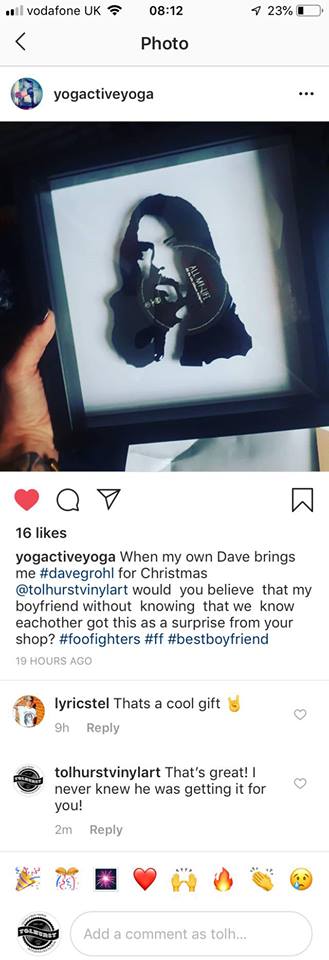 vodafone UK 08:12 23%
Photo
yogactiveyoga
ALL MY LIFE
16 likes
yogactiveyoga When my own Dave brings
me #davegrohl for Christmas
@tolhurstvinylart would you believe that my
boyfriend without knowing that we know
eachother got this as a surprise from your
shop? #foofighters #ff #bestboyfriend
19 HOURS AGO
lyricstel Thats a cool gift 🤘
9h Reply
tolhurstvinylart That's great! I
never knew he was getting it for
you!
2m Reply
TOLHURST
Add a comment as tolh...